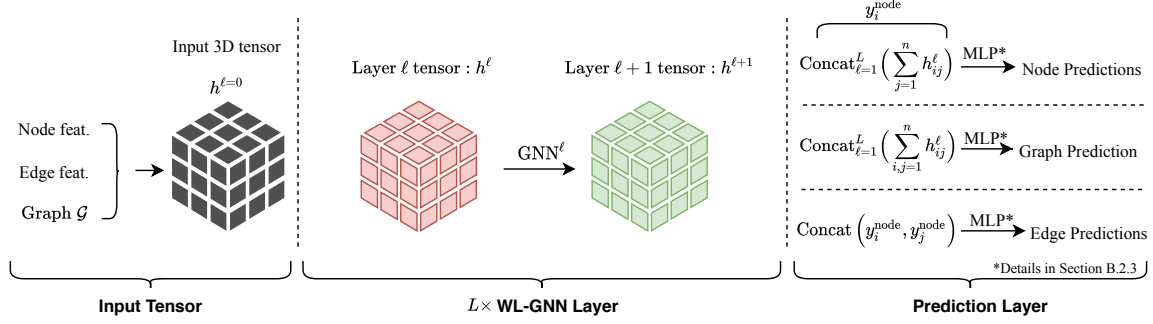 Input 3D tensor
h^{ℓ=0}
Node feat.
Edge feat.
Graph 𝒢
Input Tensor
Layer ℓ tensor : h^ℓ
Layer ℓ + 1 tensor : h^{ℓ+1}
GNN^ℓ
L× WL-GNN Layer
y_i^{node}
Concat_{ℓ=1}^{L} ( ∑_{j=1}^{n} h_{ij}^ℓ ) MLP* Node Predictions
Concat_{ℓ=1}^{L} ( ∑_{i,j=1}^{n} h_{ij}^ℓ ) MLP* Graph Prediction
Concat ( y_i^{node}, y_j^{node} ) MLP* Edge Predictions
*Details in Section B.2.3
Prediction Layer